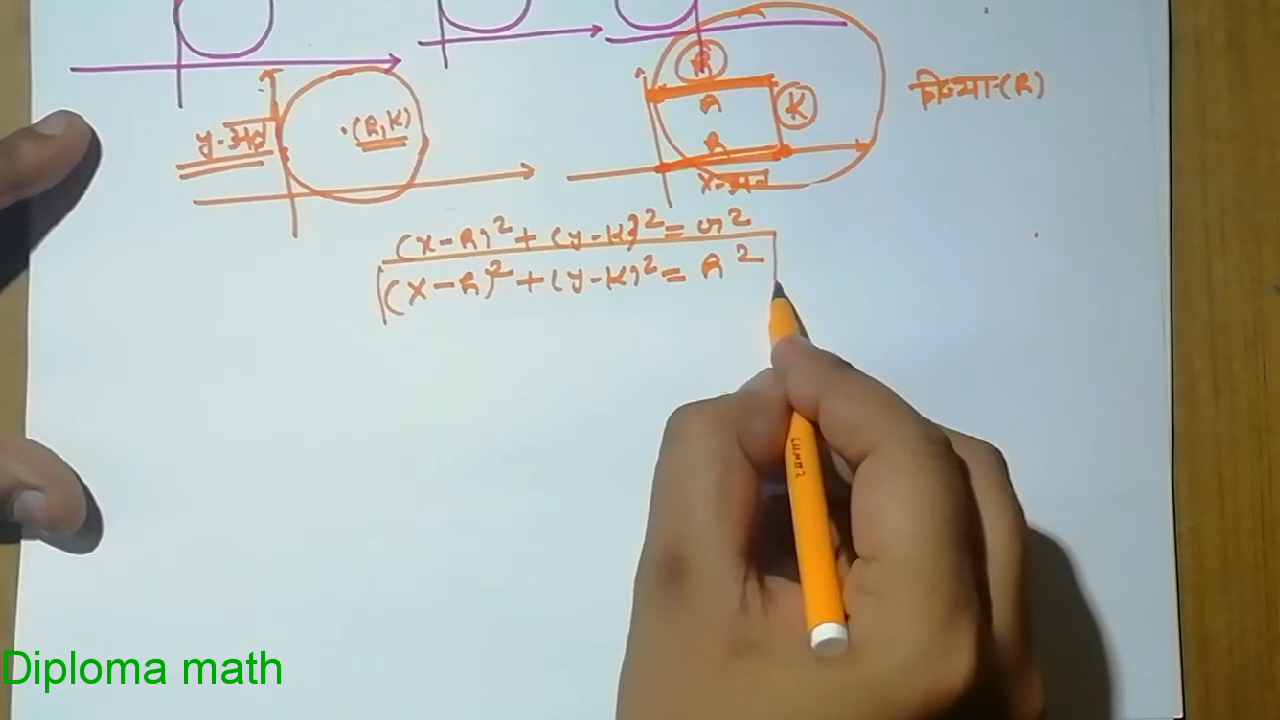 (h, k)
y-अक्ष
h
k
h
h
x-अक्ष
त्रिज्या-(h)
(x-h)² + (y-k)² = r²
(x-h)² + (y-k)² = h²
Diploma math